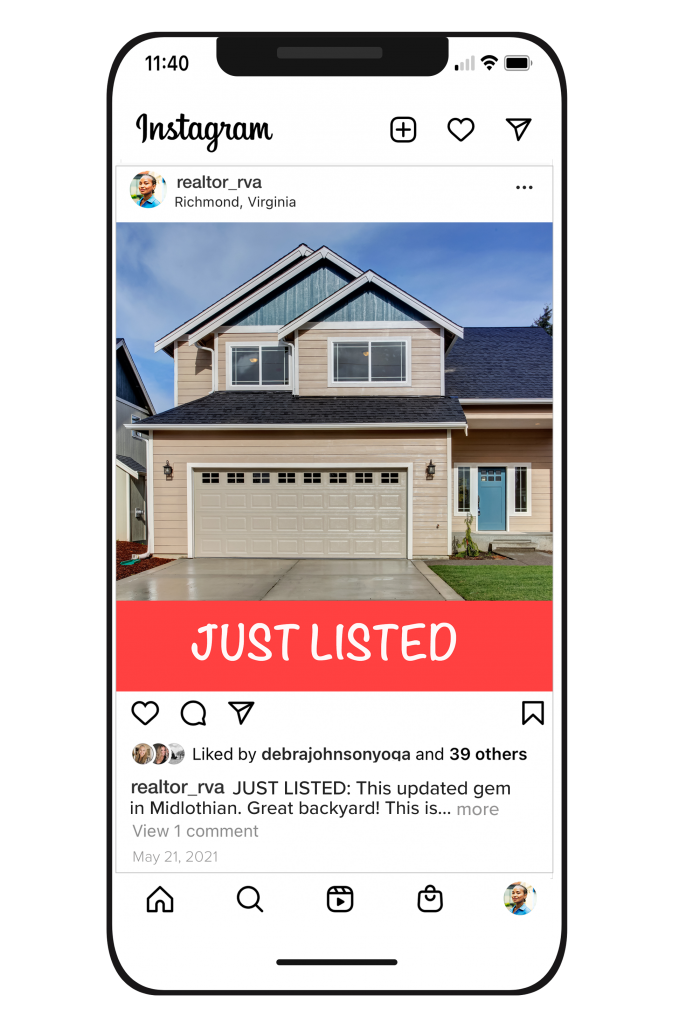 11:40
Instagram
realtor_rva
Richmond, Virginia
JUST LISTED
Liked by debrajohnsonyoga and 39 others
realtor_rva JUST LISTED: This updated gem
in Midlothian. Great backyard! This is... more
View 1 comment
May 21, 2021